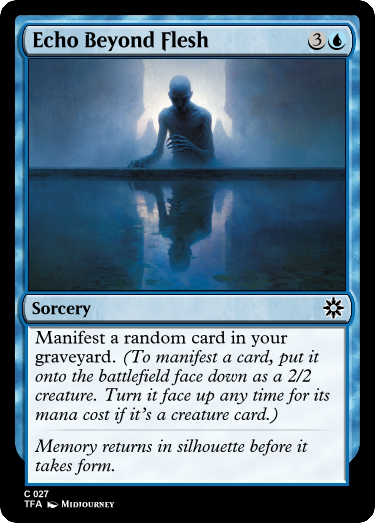 Echo Beyond Flesh 3
Sorcery
Manifest a random card in your
graveyard. (To manifest a card, put it
onto the battlefield face down as a 2/2
creature. Turn it face up any time for its
mana cost if it's a creature card.)
Memory returns in silhouette before it
takes form.
C 027
TFA Midjourney